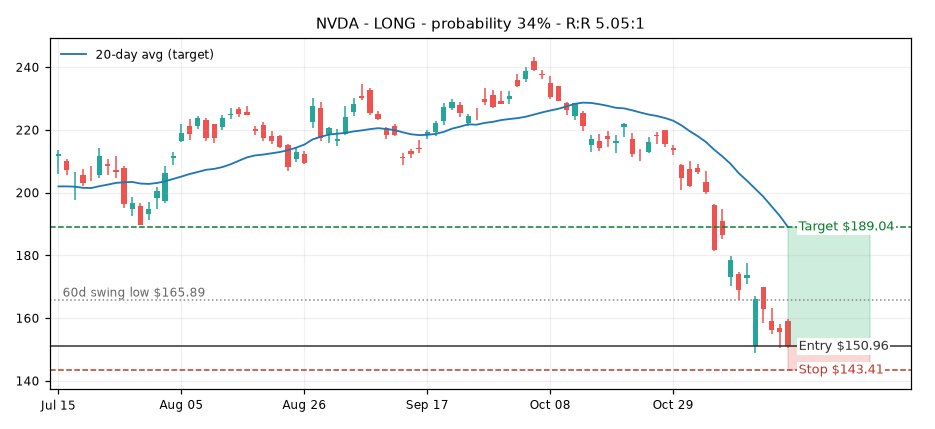 NVDA - LONG - probability 34% - R:R 5.05:1
20-day avg (target)
240
220
200
180
160
140
Target $189.04
60d swing low $165.89
Entry $150.96
Stop $143.41
Jul 15
Aug 05
Aug 26
Sep 17
Oct 08
Oct 29